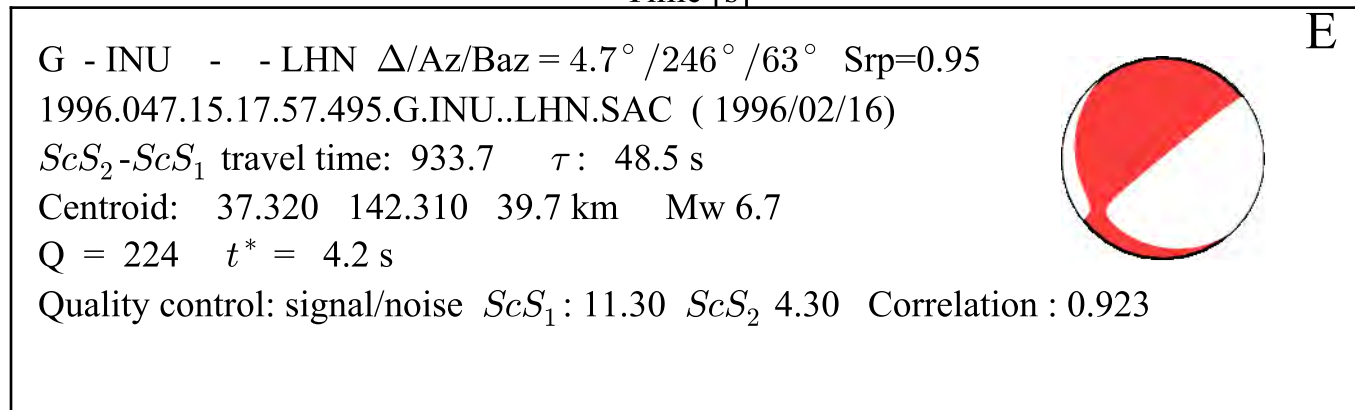 E
G - INU - - LHN Δ/Az/Baz = 4.7° /246° /63° Srp=0.95
1996.047.15.17.57.495.G.INU..LHN.SAC ( 1996/02/16)
ScS₂-ScS₁ travel time: 933.7 τ : 48.5 s
Centroid: 37.320 142.310 39.7 km Mw 6.7
Q = 224 t* = 4.2 s
Quality control: signal/noise ScS₁ : 11.30 ScS₂ 4.30 Correlation : 0.923